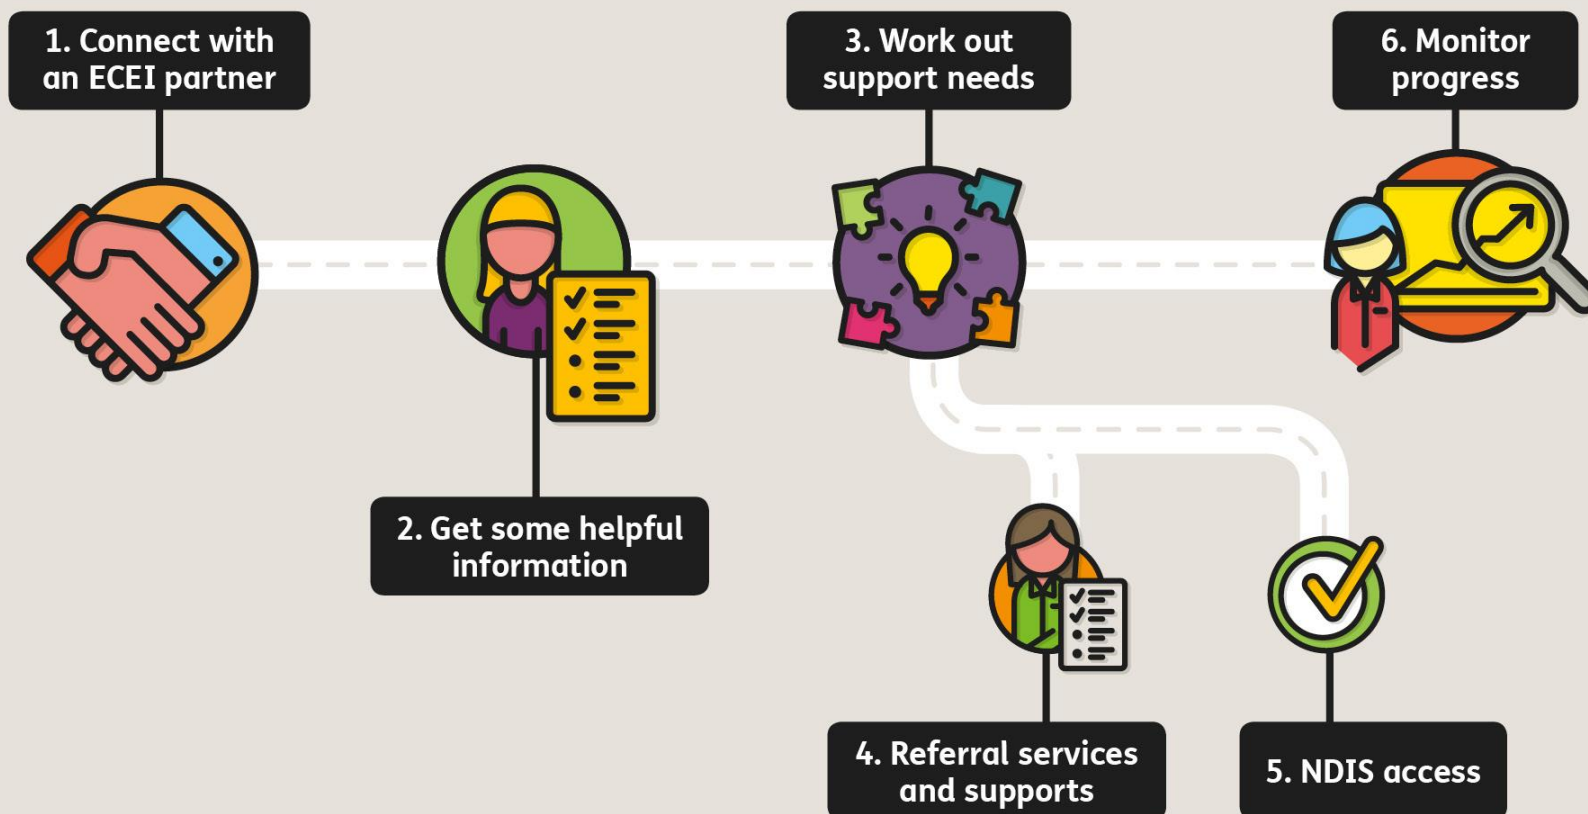 1. Connect with
an ECEI partner
2. Get some helpful
information
3. Work out
support needs
4. Referral services
and supports
5. NDIS access
6. Monitor
progress